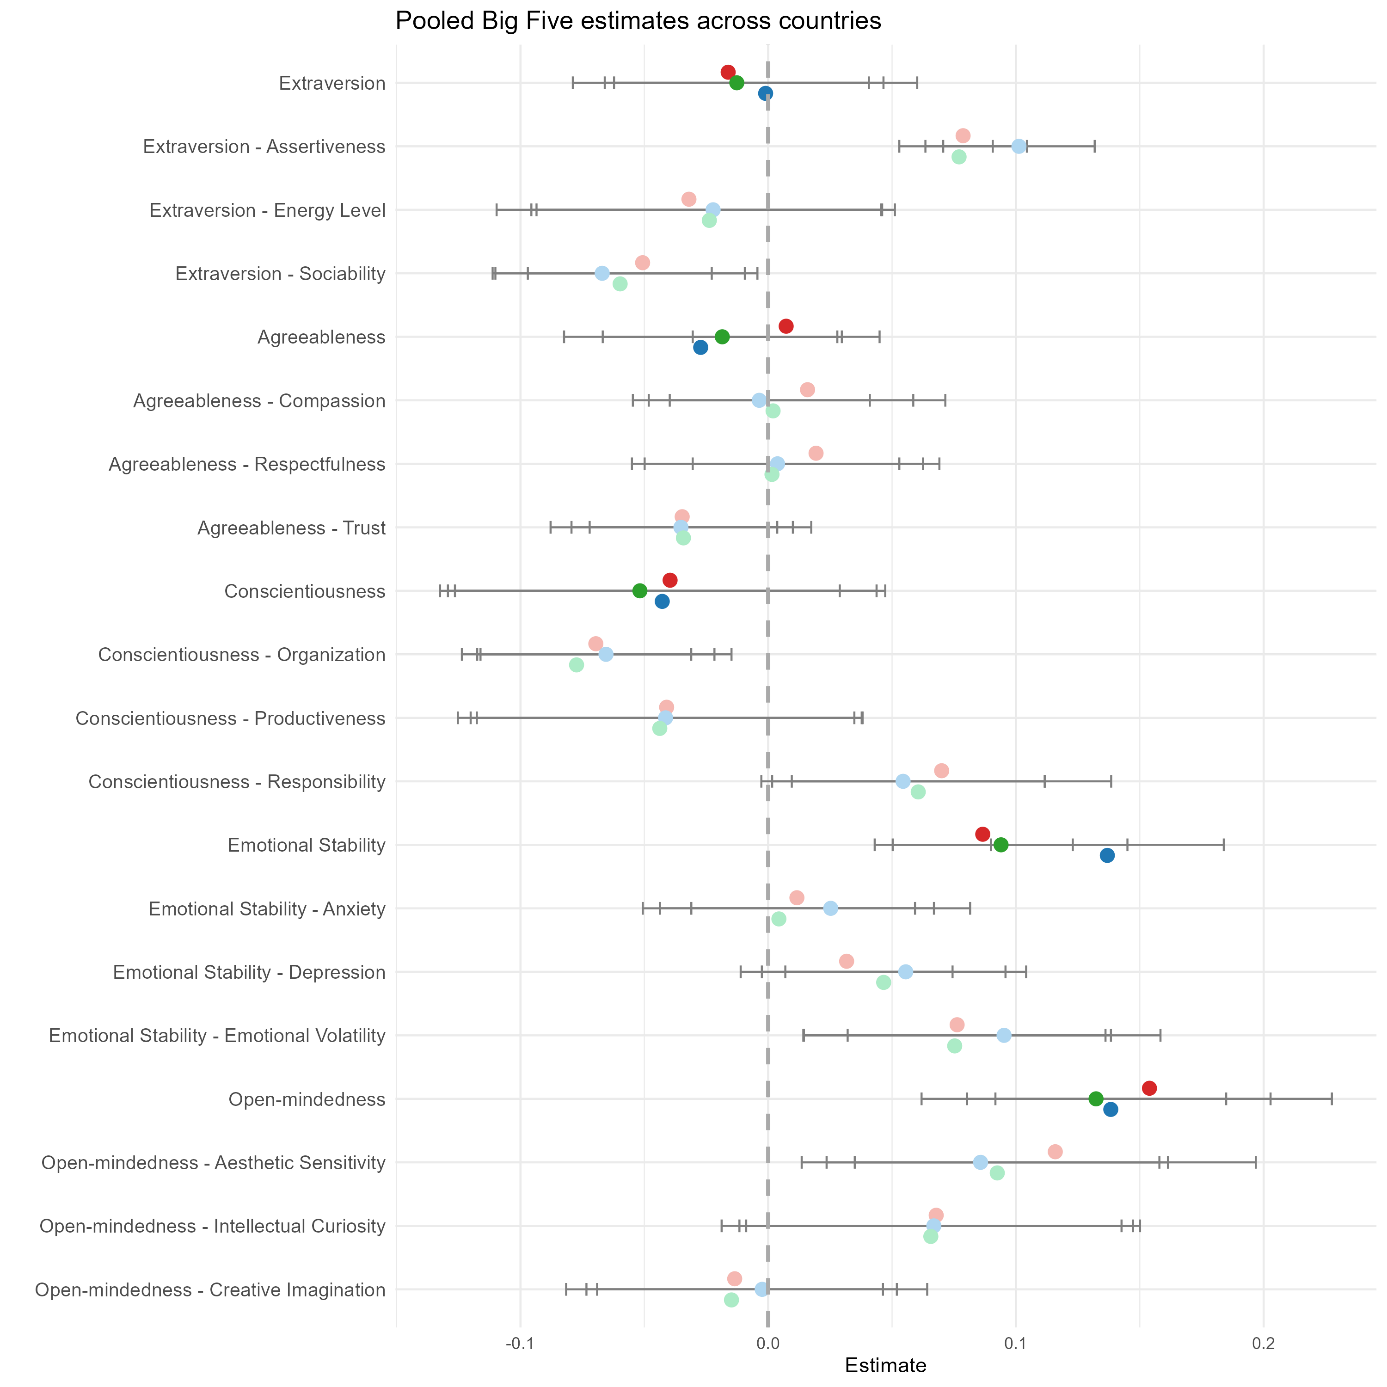 Pooled Big Five estimates across countries
Extraversion
Extraversion - Assertiveness
Extraversion - Energy Level
Extraversion - Sociability
Agreeableness
Agreeableness - Compassion
Agreeableness - Respectfulness
Agreeableness - Trust
Conscientiousness
Conscientiousness - Organization
Conscientiousness - Productiveness
Conscientiousness - Responsibility
Emotional Stability
Emotional Stability - Anxiety
Emotional Stability - Depression
Emotional Stability - Emotional Volatility
Open-mindedness
Open-mindedness - Aesthetic Sensitivity
Open-mindedness - Intellectual Curiosity
Open-mindedness - Creative Imagination
-0.1 0.0 0.1 0.2
Estimate